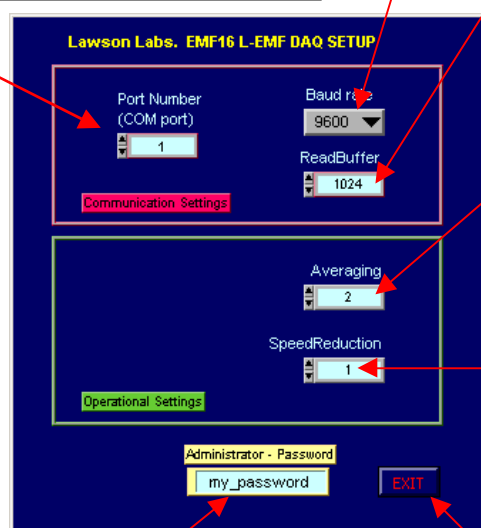 Lawson Labs. EMF16 L-EMF DAQ SETUP
Port Number
(COM port)
1
Baud rate
9600
ReadBuffer
1024
Communication Settings
Averaging
2
SpeedReduction
1
Operational Settings
Administrator - Password
my_password
EXIT